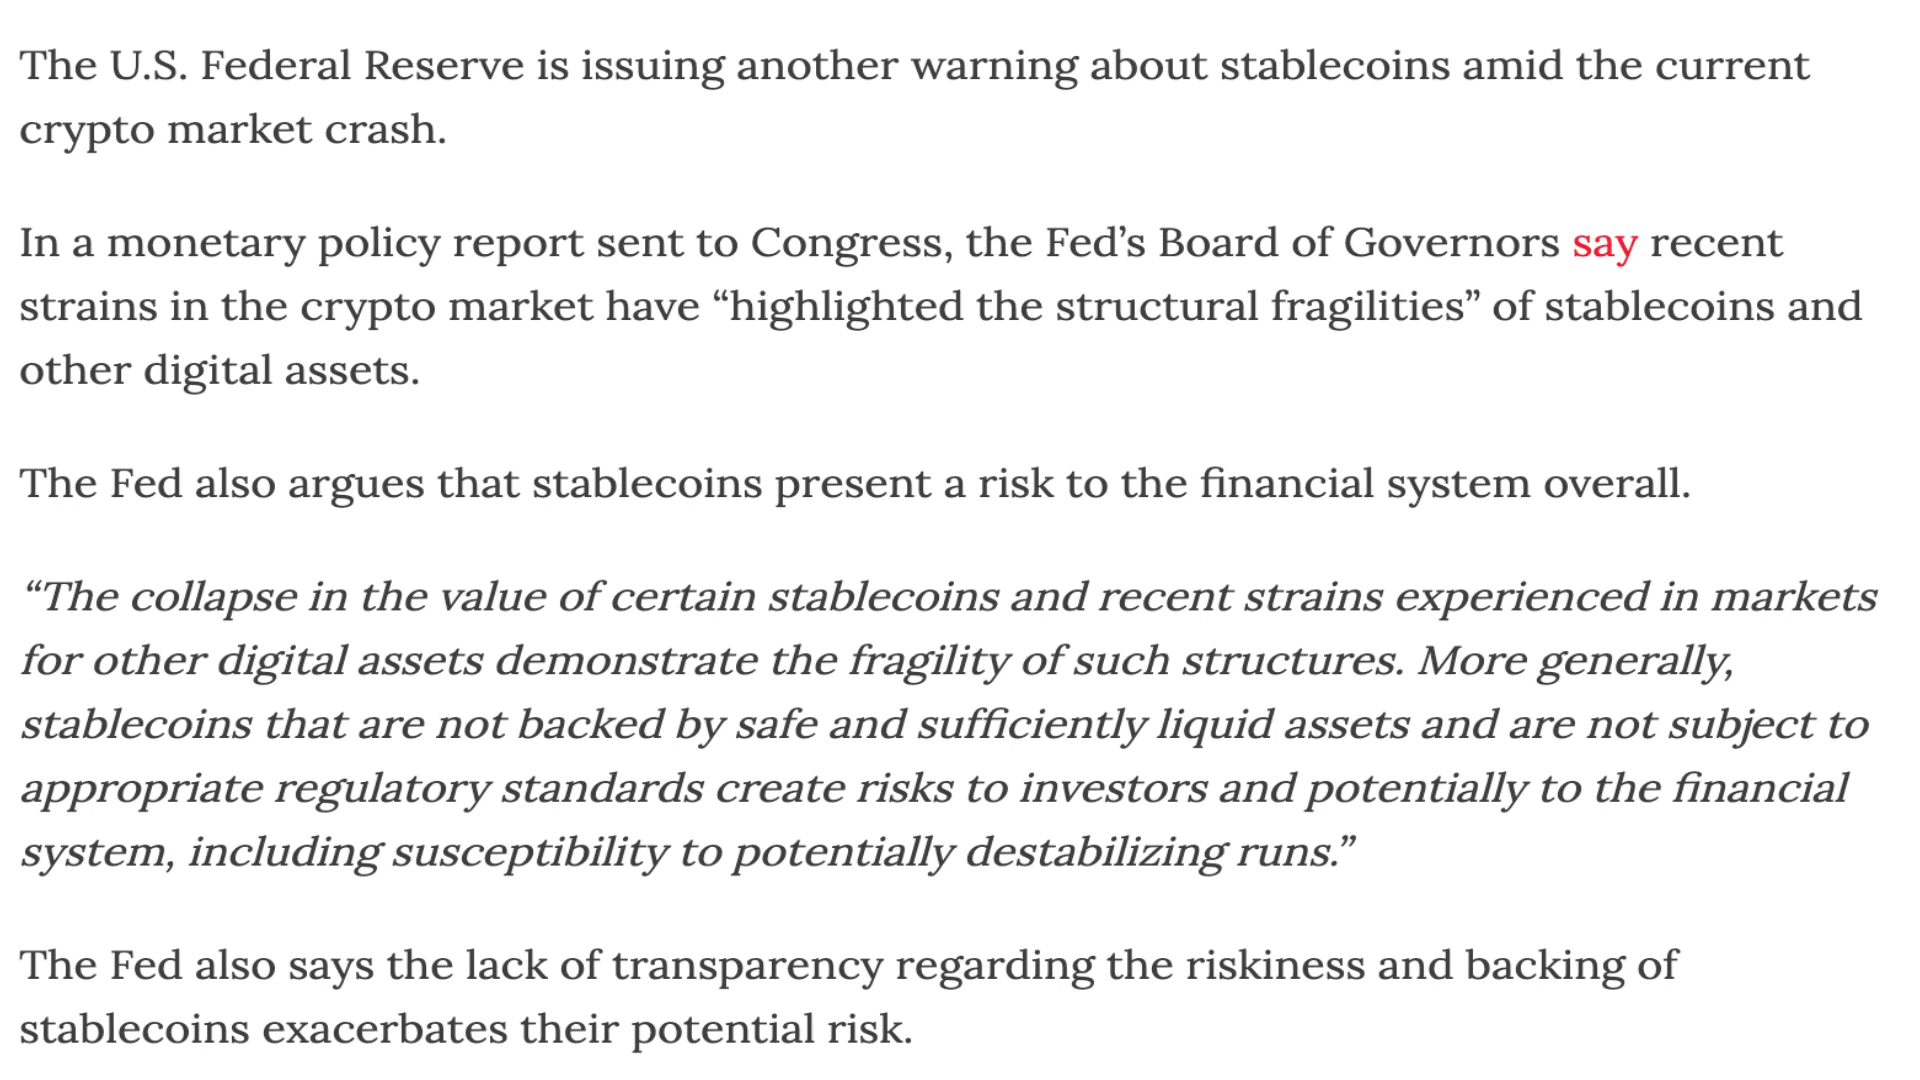 The U.S. Federal Reserve is issuing another warning about stablecoins amid the current
crypto market crash.
In a monetary policy report sent to Congress, the Fed’s Board of Governors say recent
strains in the crypto market have “highlighted the structural fragilities” of stablecoins and
other digital assets.
The Fed also argues that stablecoins present a risk to the financial system overall.
“The collapse in the value of certain stablecoins and recent strains experienced in markets
for other digital assets demonstrate the fragility of such structures. More generally,
stablecoins that are not backed by safe and sufficiently liquid assets and are not subject to
appropriate regulatory standards create risks to investors and potentially to the financial
system, including susceptibility to potentially destabilizing runs.”
The Fed also says the lack of transparency regarding the riskiness and backing of
stablecoins exacerbates their potential risk.